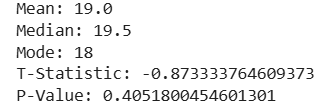 Mean: 19.0
Median: 19.5
Mode: 18
T-Statistic: -0.873333764609373
P-Value: 0.4051800454601301